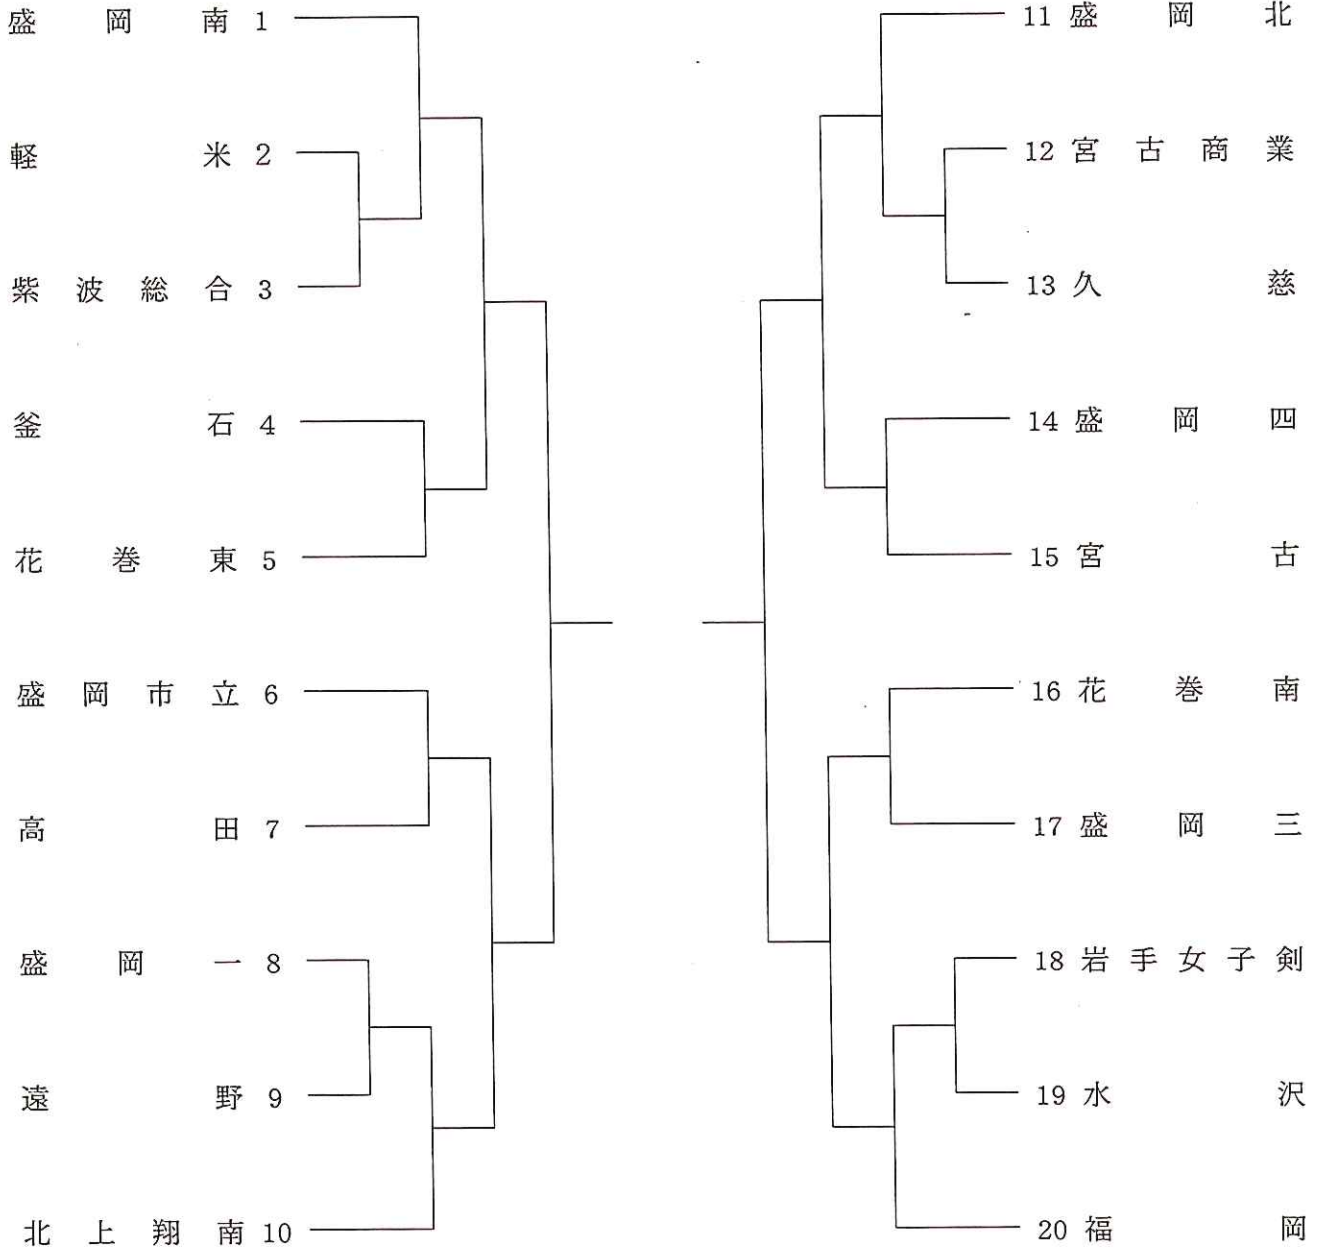 盛岡南 1
軽米 2
紫波総合 3
釜石 4
花巻東 5
盛岡市立 6
高田 7
盛岡一 8
遠野 9
北上翔南 10
11 盛岡北
12 宮古商業
13 久慈
14 盛岡四
15 宮古
16 花巻南
17 盛岡三
18 岩手女子剣
19 水沢
20 福岡